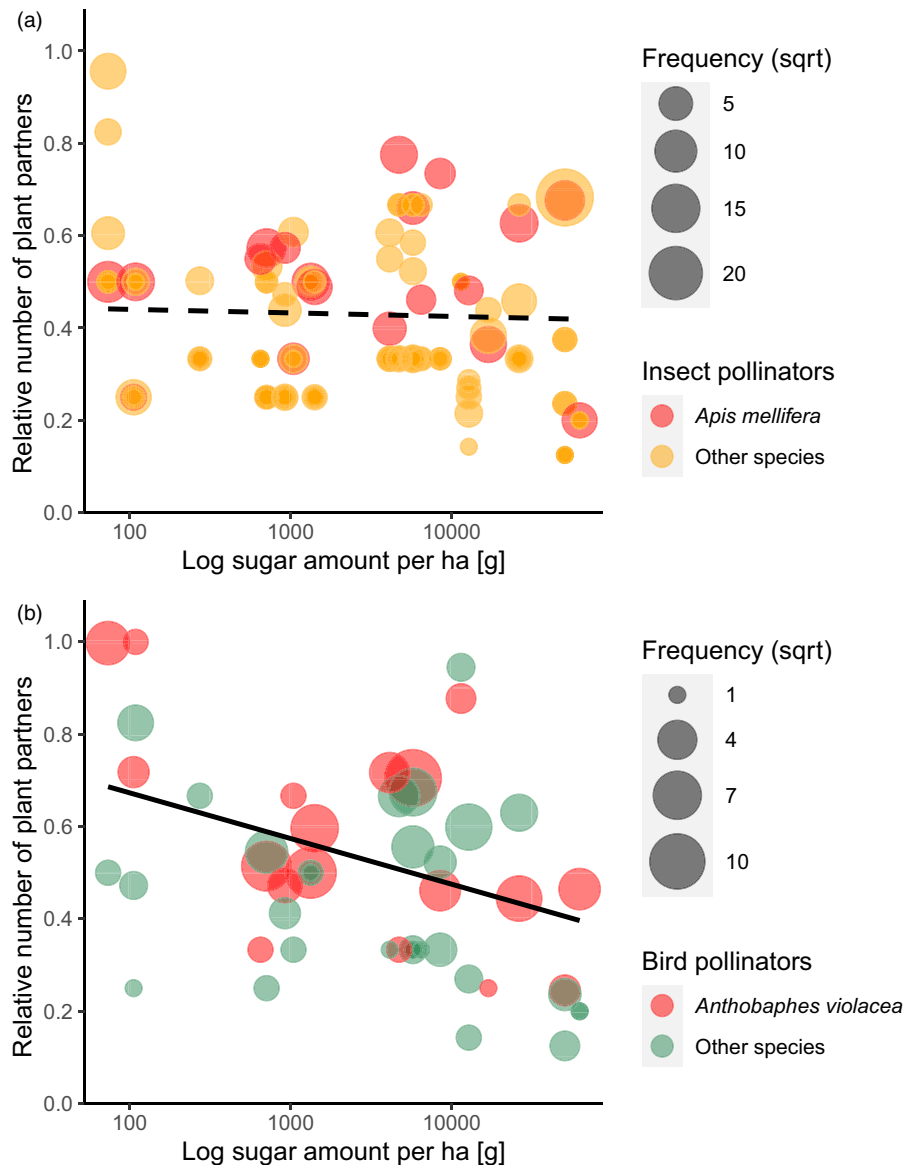 (a)
Relative number of plant partners
1.0
0.8
0.6
0.4
0.2
0.0
100
1000
10000
Log sugar amount per ha [g]
Frequency (sqrt)
5
10
15
20
Insect pollinators
Apis mellifera
Other species
(b)
Relative number of plant partners
1.0
0.8
0.6
0.4
0.2
0.0
100
1000
10000
Log sugar amount per ha [g]
Frequency (sqrt)
1
4
7
10
Bird pollinators
Anthobaphes violacea
Other species